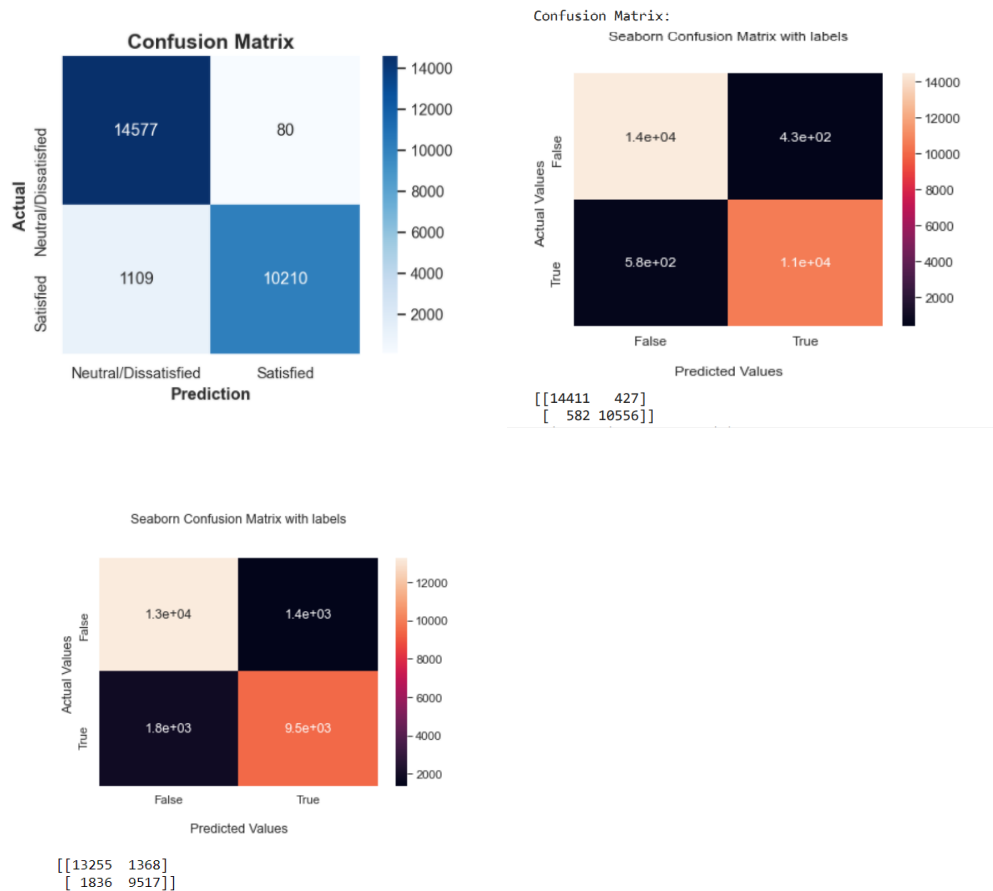 Confusion Matrix
14577 80
1109 10210
Actual
Neutral/Dissatisfied
Satisfied
Neutral/Dissatisfied Satisfied
Prediction
14000
12000
10000
8000
6000
4000
2000
Confusion Matrix:
Seaborn Confusion Matrix with labels
1.4e+04 4.3e+02
5.8e+02 1.1e+04
Actual Values
False
True
False True
Predicted Values
14000
12000
10000
8000
6000
4000
2000
[[14411 427]
[ 582 10556]]
Seaborn Confusion Matrix with labels
1.3e+04 1.4e+03
1.8e+03 9.5e+03
Actual Values
False
True
False True
Predicted Values
12000
10000
8000
6000
4000
2000
[[13255 1368]
[ 1836 9517]]